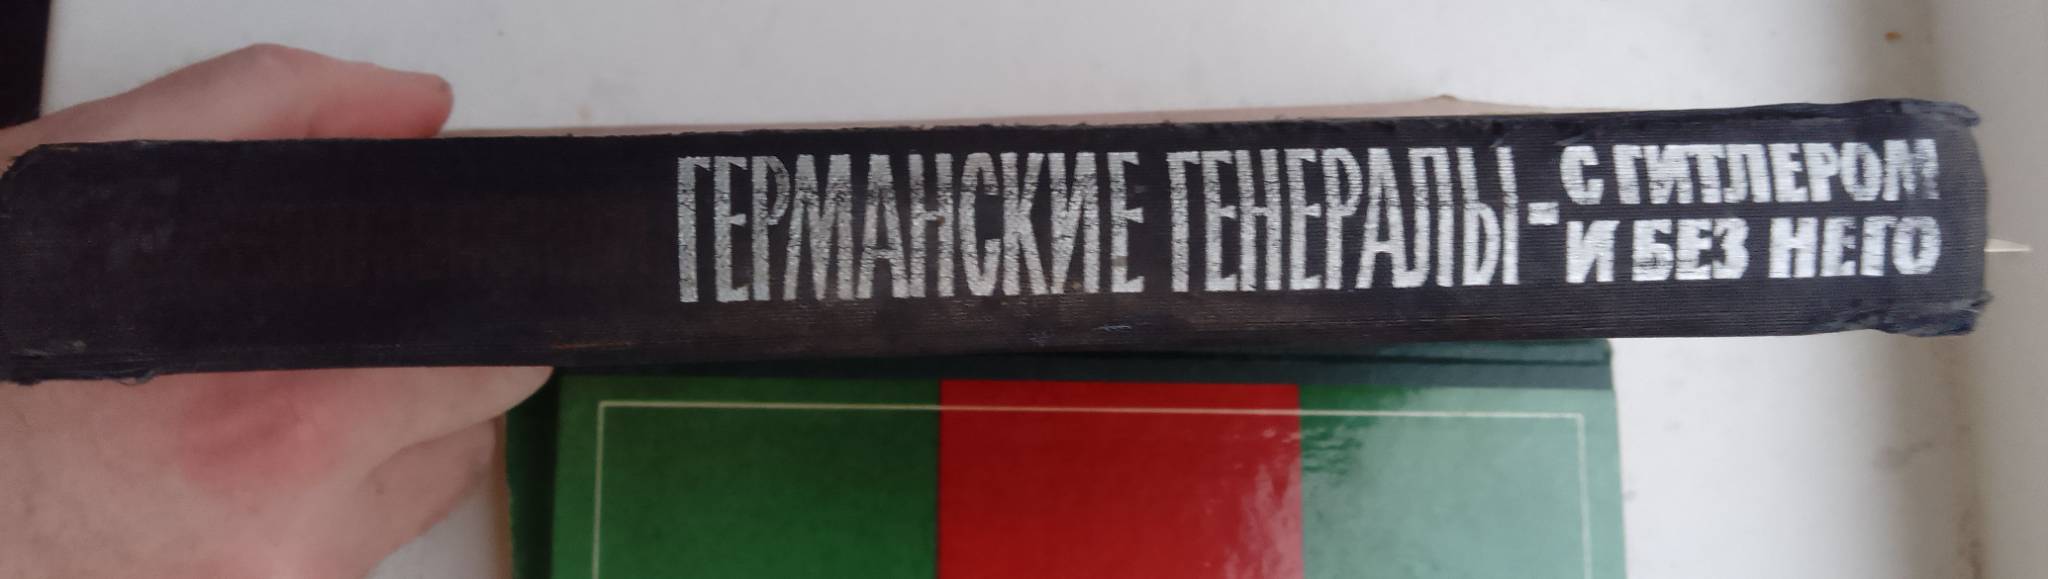 ГЕРМАНСКИЕ ГЕНЕРАЛЫ-
С ГИТЛЕРОМ
И БЕЗ НЕГО